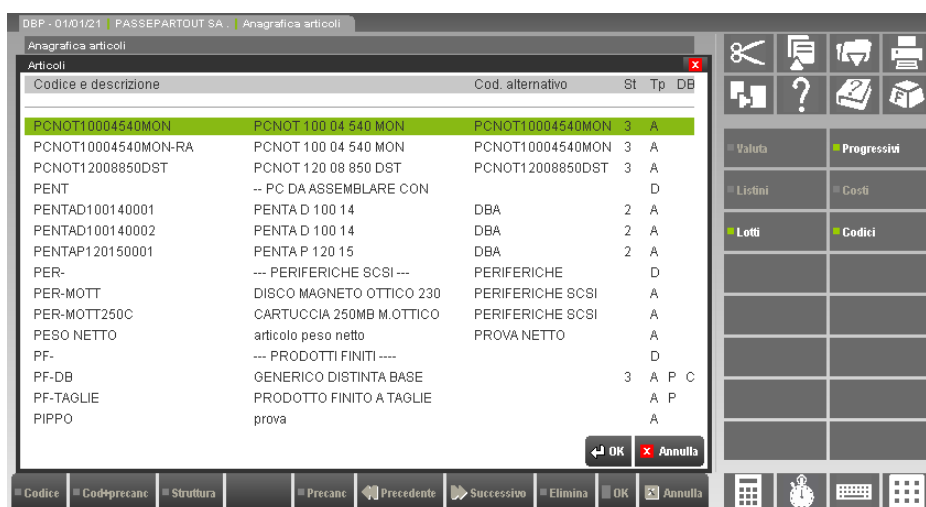 DBP - 01/01/21 | PASSEPARTOUT SA . | Anagrafica articoli
Anagrafica articoli
Articoli
Codice e descrizione Cod. alternativo St Tp DB
PCNOT10004540MON PCNOT 100 04 540 MON PCNOT10004540MON 3 A
PCNOT10004540MON-RA PCNOT 100 04 540 MON PCNOT10004540MON 3 A
PCNOT12008850DST PCNOT 120 08 850 DST PCNOT12008850DST 3 A
PENT -- PC DA ASSEMBLARE CON D
PENTAD100140001 PENTA D 100 14 DBA 2 A
PENTAD100140002 PENTA D 100 14 DBA 2 A
PENTAP120150001 PENTA P 120 15 DBA 2 A
PER- --- PERIFERICHE SCSI --- PERIFERICHE D
PER-MOTT DISCO MAGNETO OTTICO 230 PERIFERICHE SCSI A
PER-MOTT250C CARTUCCIA 250MB M.OTTICO PERIFERICHE SCSI A
PESO NETTO articolo peso netto PROVA NETTO A
PF- --- PRODOTTI FINITI ---- D
PF-DB GENERICO DISTINTA BASE 3 A P C
PF-TAGLIE PRODOTTO FINITO A TAGLIE A P
PIPPO prova A
OK Annulla
Valuta Progressivi
Listini Costi
Lotti Codici
Codice Cod+precanc Struttura Precanc Precedente Successivo Elimina OK Annulla